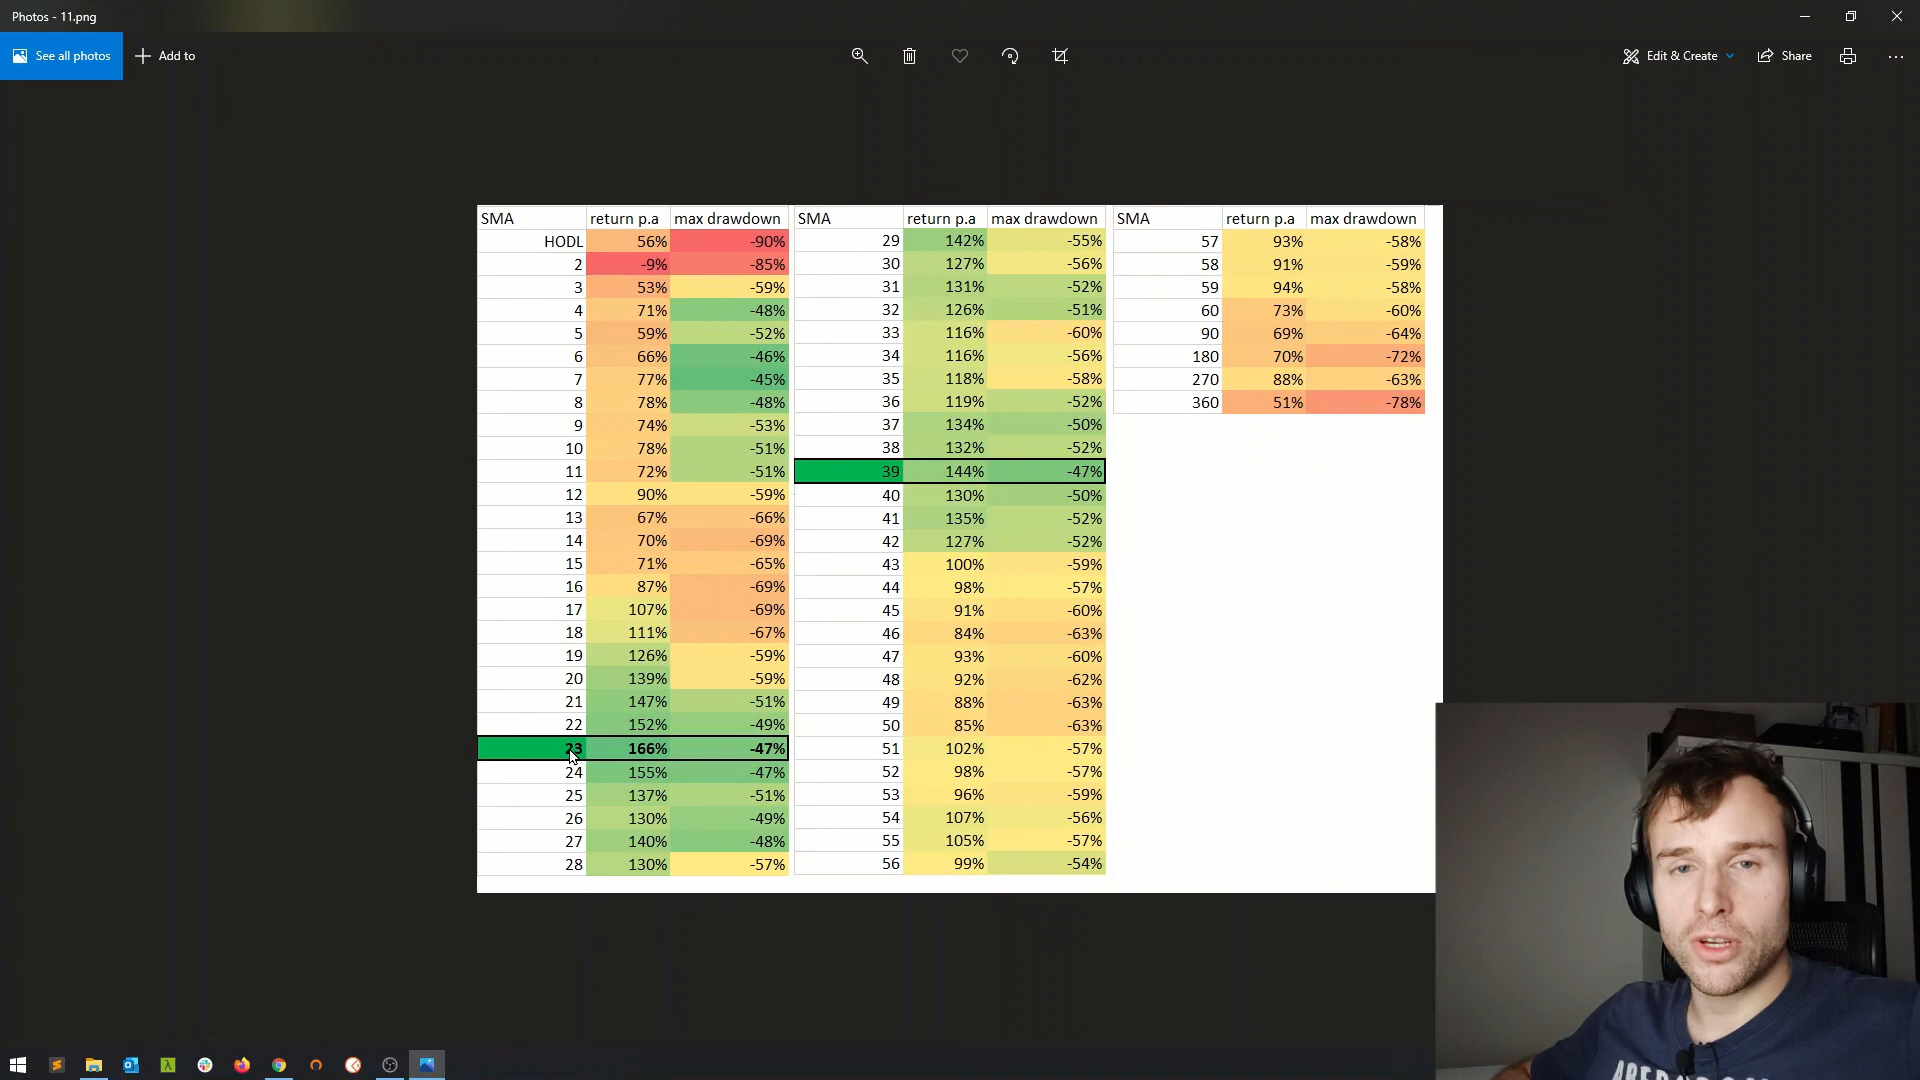 Photos - 11.png
See all photos
Add to
Edit & Create
Share
SMA return p.a max drawdown
HODL 56% -90%
2 -9% -85%
3 53% -59%
4 71% -48%
5 59% -52%
6 66% -46%
7 77% -45%
8 78% -48%
9 74% -53%
10 78% -51%
11 72% -51%
12 90% -59%
13 67% -66%
14 70% -69%
15 71% -65%
16 87% -69%
17 107% -69%
18 111% -67%
19 126% -59%
20 139% -59%
21 147% -51%
22 152% -49%
23 166% -47%
24 155% -47%
25 137% -51%
26 130% -49%
27 140% -48%
28 130% -57%
SMA return p.a max drawdown
29 142% -55%
30 127% -56%
31 131% -52%
32 126% -51%
33 116% -60%
34 116% -56%
35 118% -58%
36 119% -52%
37 134% -50%
38 132% -52%
39 144% -47%
40 130% -50%
41 135% -52%
42 127% -52%
43 100% -59%
44 98% -57%
45 91% -60%
46 84% -63%
47 93% -60%
48 92% -62%
49 88% -63%
50 85% -63%
51 102% -57%
52 98% -57%
53 96% -59%
54 107% -56%
55 105% -57%
56 99% -54%
SMA return p.a max drawdown
57 93% -58%
58 91% -59%
59 94% -58%
60 73% -60%
90 69% -64%
180 70% -72%
270 88% -63%
360 51% -78%